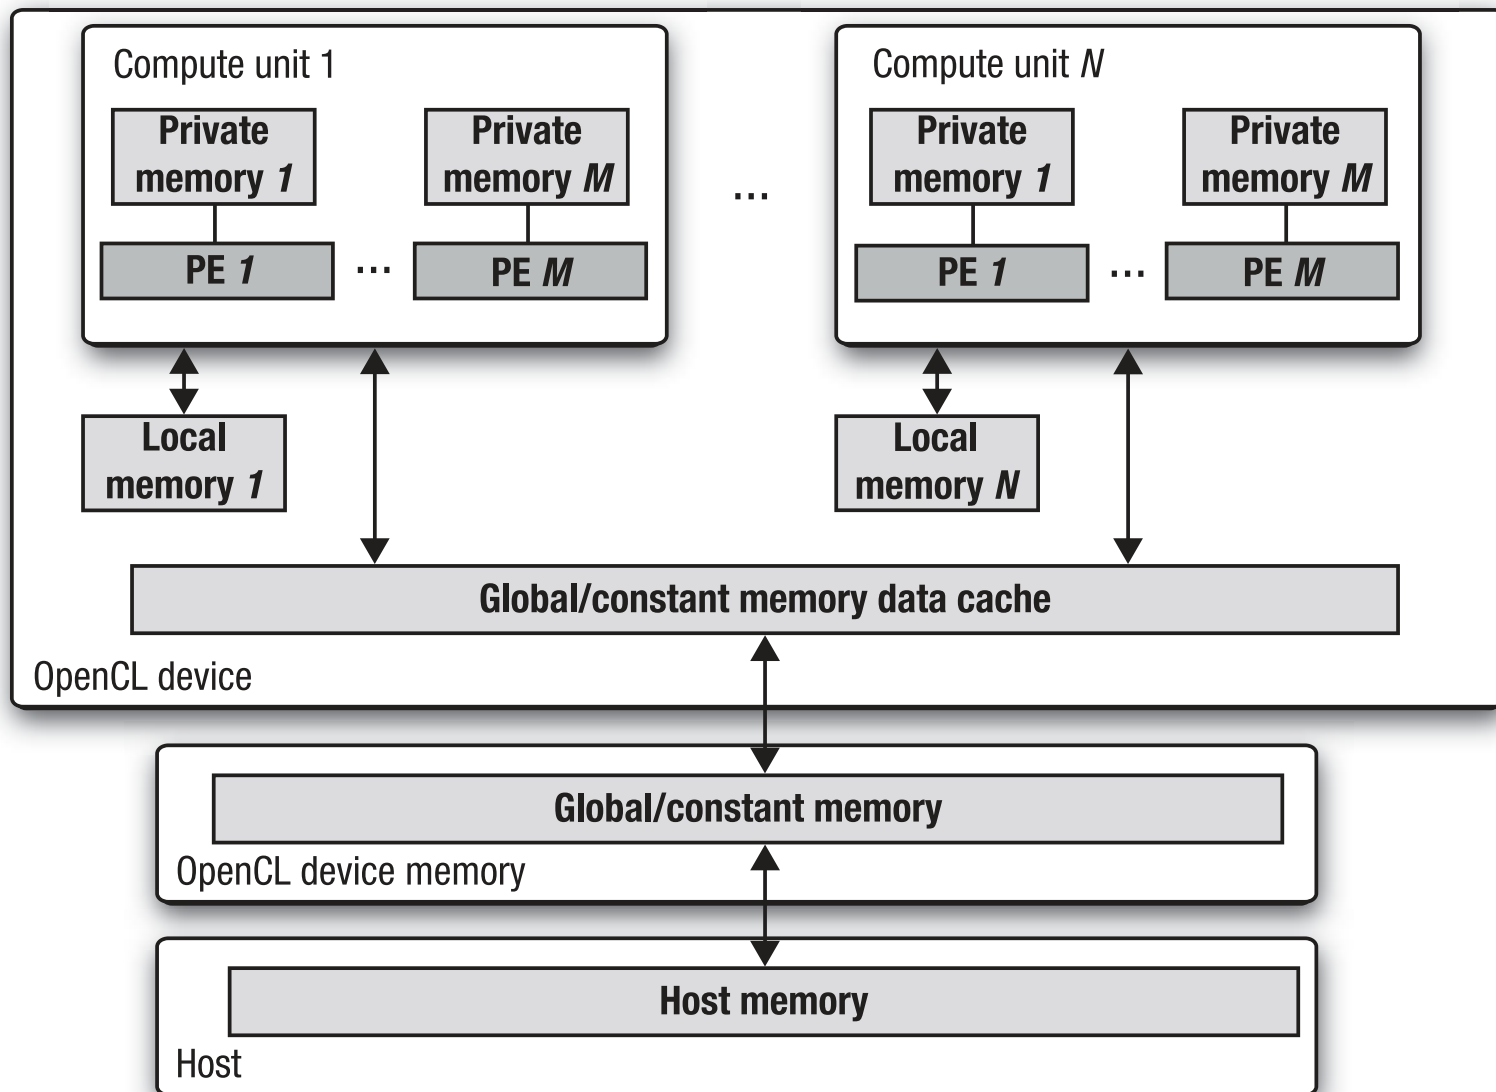 Compute unit 1
Private
memory 1
Private
memory M
PE 1
...
PE M
...
Compute unit N
Private
memory 1
Private
memory M
PE 1
...
PE M
Local
memory 1
Local
memory N
Global/constant memory data cache
OpenCL device
Global/constant memory
OpenCL device memory
Host memory
Host